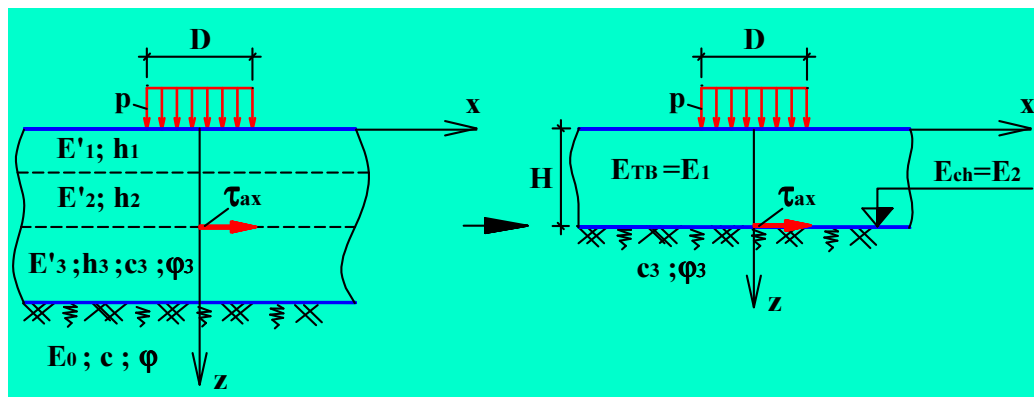 D
p
x
E'1; h1
E'2; h2
τax
E'3 ;h3 ;c3 ;φ3
E0 ; c ; φ
z
D
p
x
H
ETB =E1
Ech=E2
τax
c3 ;φ3
z